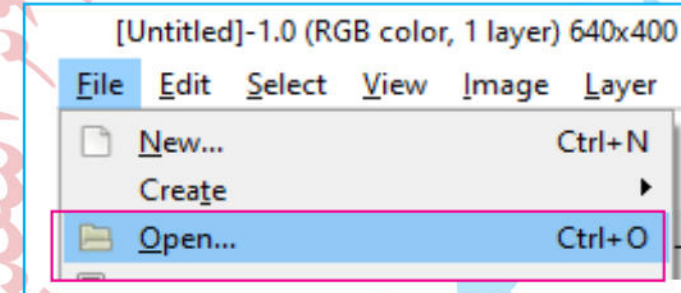 [Untitled]-1.0 (RGB color, 1 layer) 640x400
File Edit Select View Image Layer
New... Ctrl+N
Create
Open... Ctrl+O